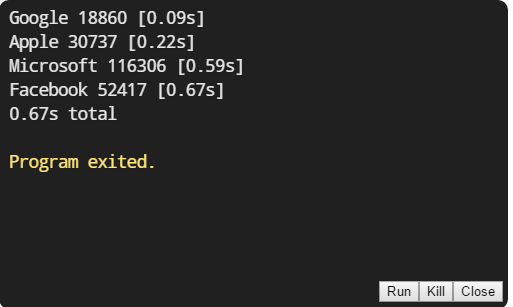 Google 18860 [0.09s]
Apple 30737 [0.22s]
Microsoft 116306 [0.59s]
Facebook 52417 [0.67s]
0.67s total
Program exited.
Run Kill Close